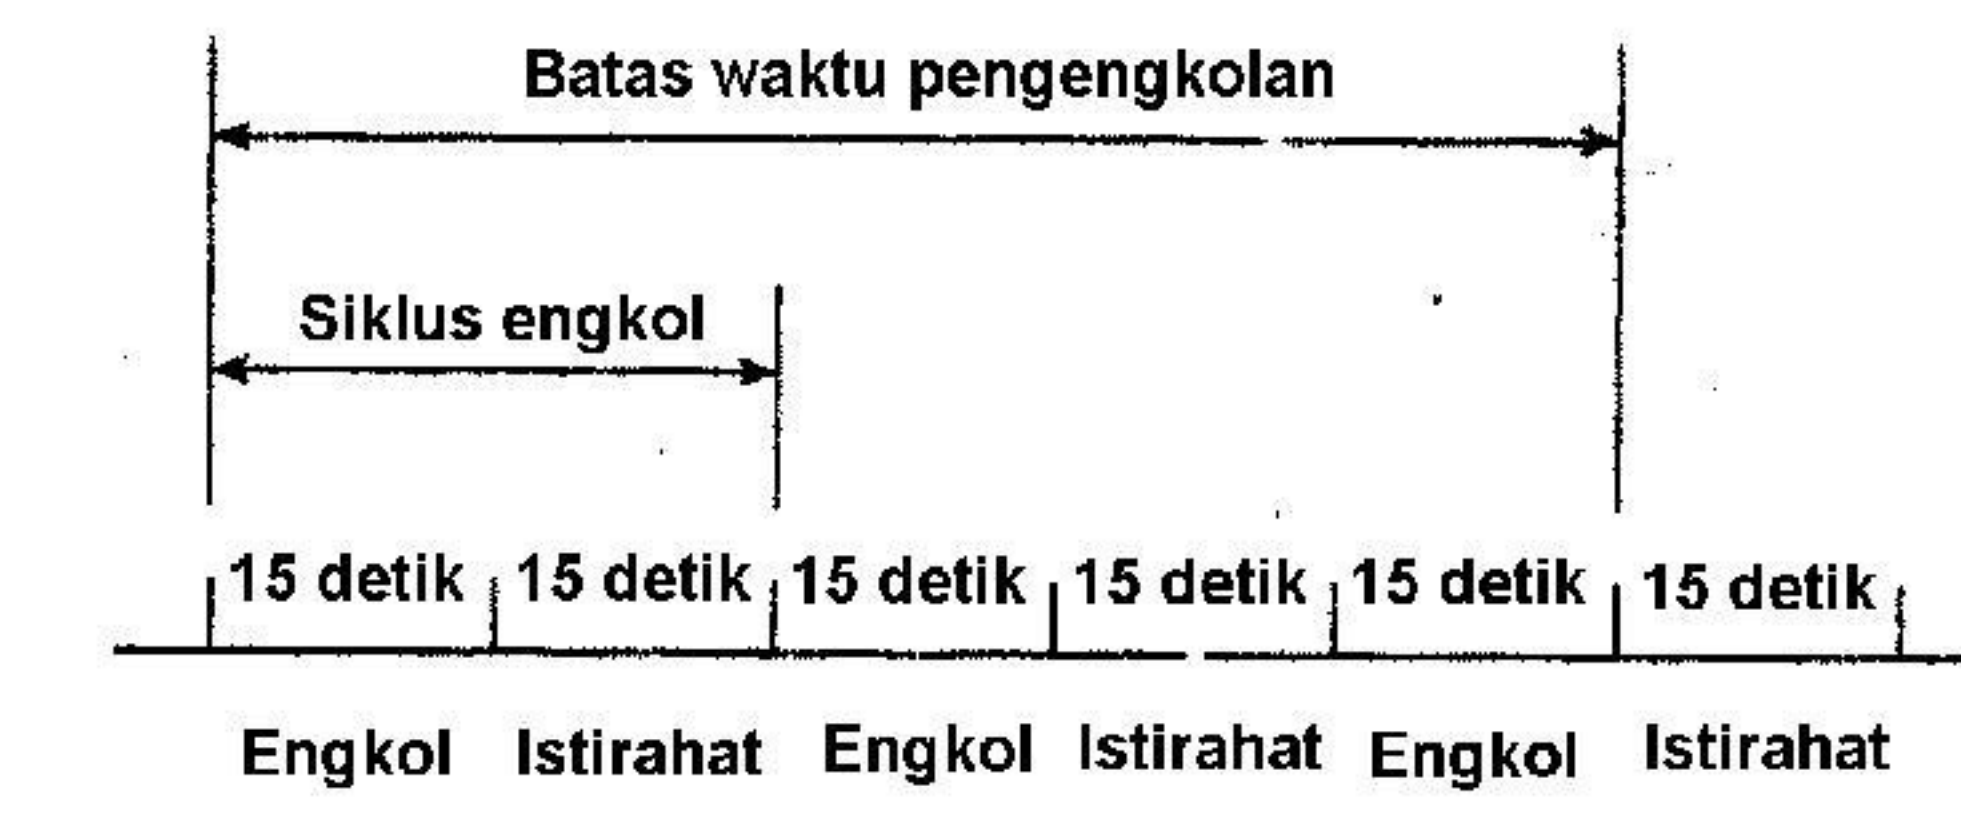 Batas waktu pengengkolan
Siklus engkol
15 detik 15 detik 15 detik 15 detik 15 detik 15 detik
Engkol Istirahat Engkol Istirahat Engkol Istirahat